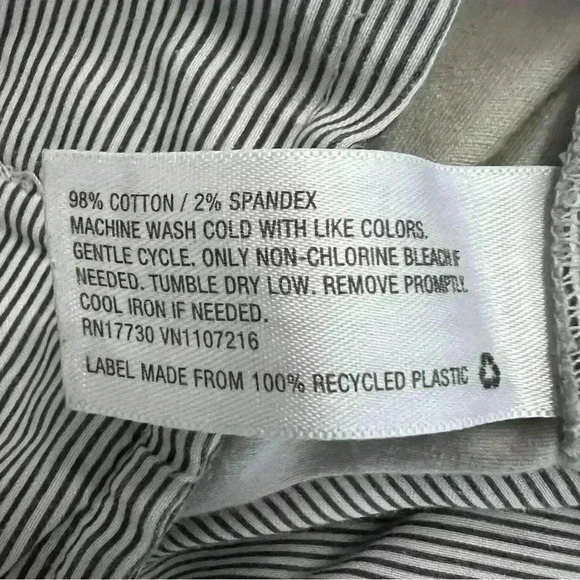 98% COTTON / 2% SPANDEX
MACHINE WASH COLD WITH LIKE COLORS.
GENTLE CYCLE. ONLY NON-CHLORINE BLEACH IF
NEEDED. TUMBLE DRY LOW. REMOVE PROMPTLY.
COOL IRON IF NEEDED.
RN17730 VN1107216
LABEL MADE FROM 100% RECYCLED PLASTIC